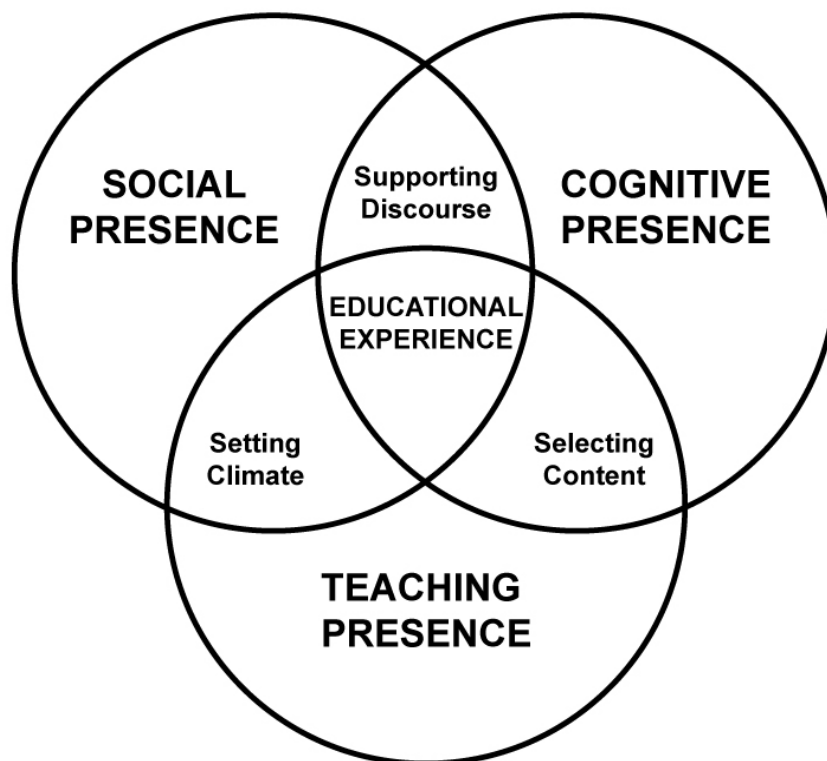 SOCIAL
PRESENCE
Supporting
Discourse
COGNITIVE
PRESENCE
EDUCATIONAL
EXPERIENCE
Setting
Climate
Selecting
Content
TEACHING
PRESENCE